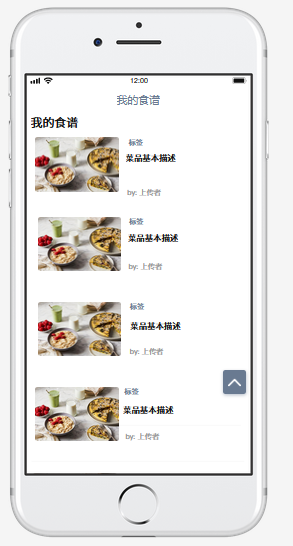 12:00
我的食谱
我的食谱
标签
菜品基本描述
by: 上传者
标签
菜品基本描述
by: 上传者
标签
菜品基本描述
by: 上传者
标签
菜品基本描述
by: 上传者